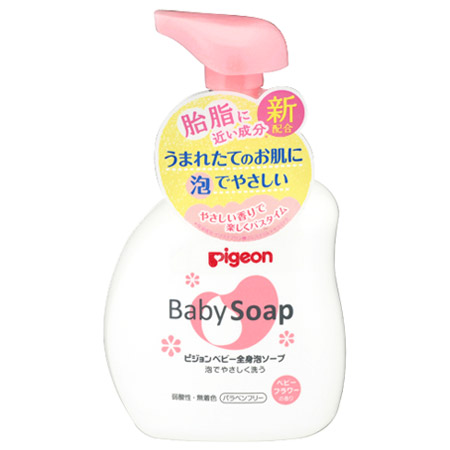 胎脂に
近い成分
新
配合
うまれたてのお肌に
泡でやさしい
やさしい香りで
楽しくバスタイム
Pigeon
Baby Soap
ピジョンベビー全身泡ソープ
泡でやさしく洗う
弱酸性・無着色 パラベンフリー
ベビー
フラワー
の香り